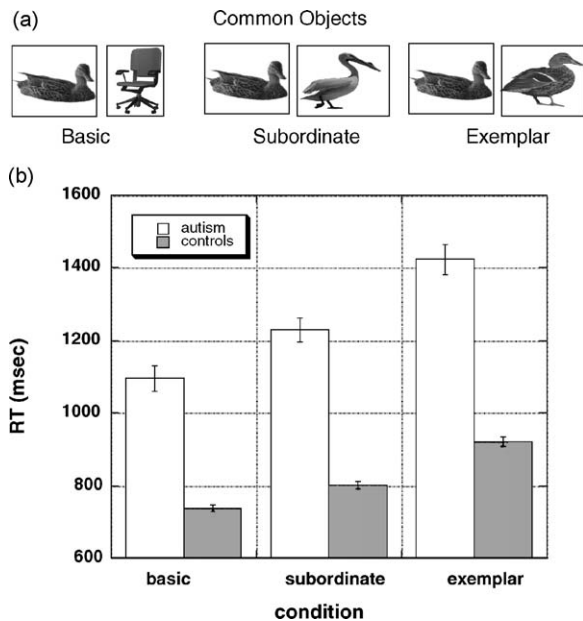 (a) Common Objects
Basic Subordinate Exemplar
(b)
1600
autism
controls
1400
1200
1000
800
600
RT (msec)
basic subordinate exemplar
condition